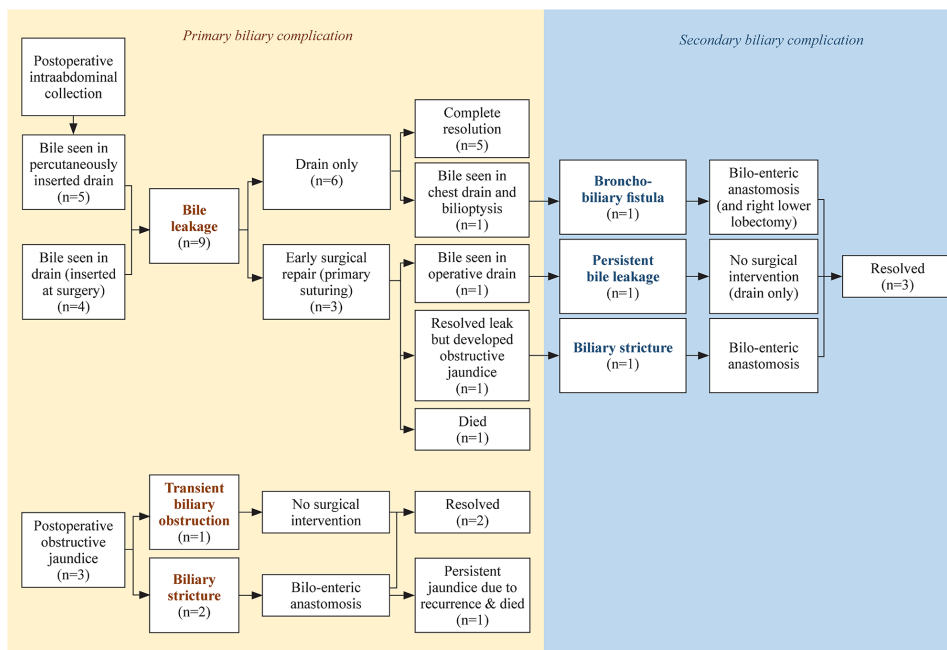 Primary biliary complication
Secondary biliary complication
Postoperative
intraabdominal
collection
Bile seen in
percutaneously
inserted drain
(n=5)
Bile seen in
drain (inserted
at surgery)
(n=4)
Bile
leakage
(n=9)
Drain only
(n=6)
Early surgical
repair (primary
suturing)
(n=3)
Complete
resolution
(n=5)
Bile seen in
chest drain and
bilioptysis
(n=1)
Bile seen in
operative drain
(n=1)
Resolved leak
but developed
obstructive
jaundice
(n=1)
Died
(n=1)
Broncho-
biliary fistula
(n=1)
Persistent
bile leakage
(n=1)
Biliary stricture
(n=1)
Bilo-enteric
anastomosis
(and right lower
lobectomy)
No surgical
intervention
(drain only)
Bilo-enteric
anastomosis
Resolved
(n=3)
Postoperative
obstructive
jaundice
(n=3)
Transient
biliary
obstruction
(n=1)
Biliary
stricture
(n=2)
No surgical
intervention
Bilo-enteric
anastomosis
Resolved
(n=2)
Persistent
jaundice due to
recurrence & died
(n=1)